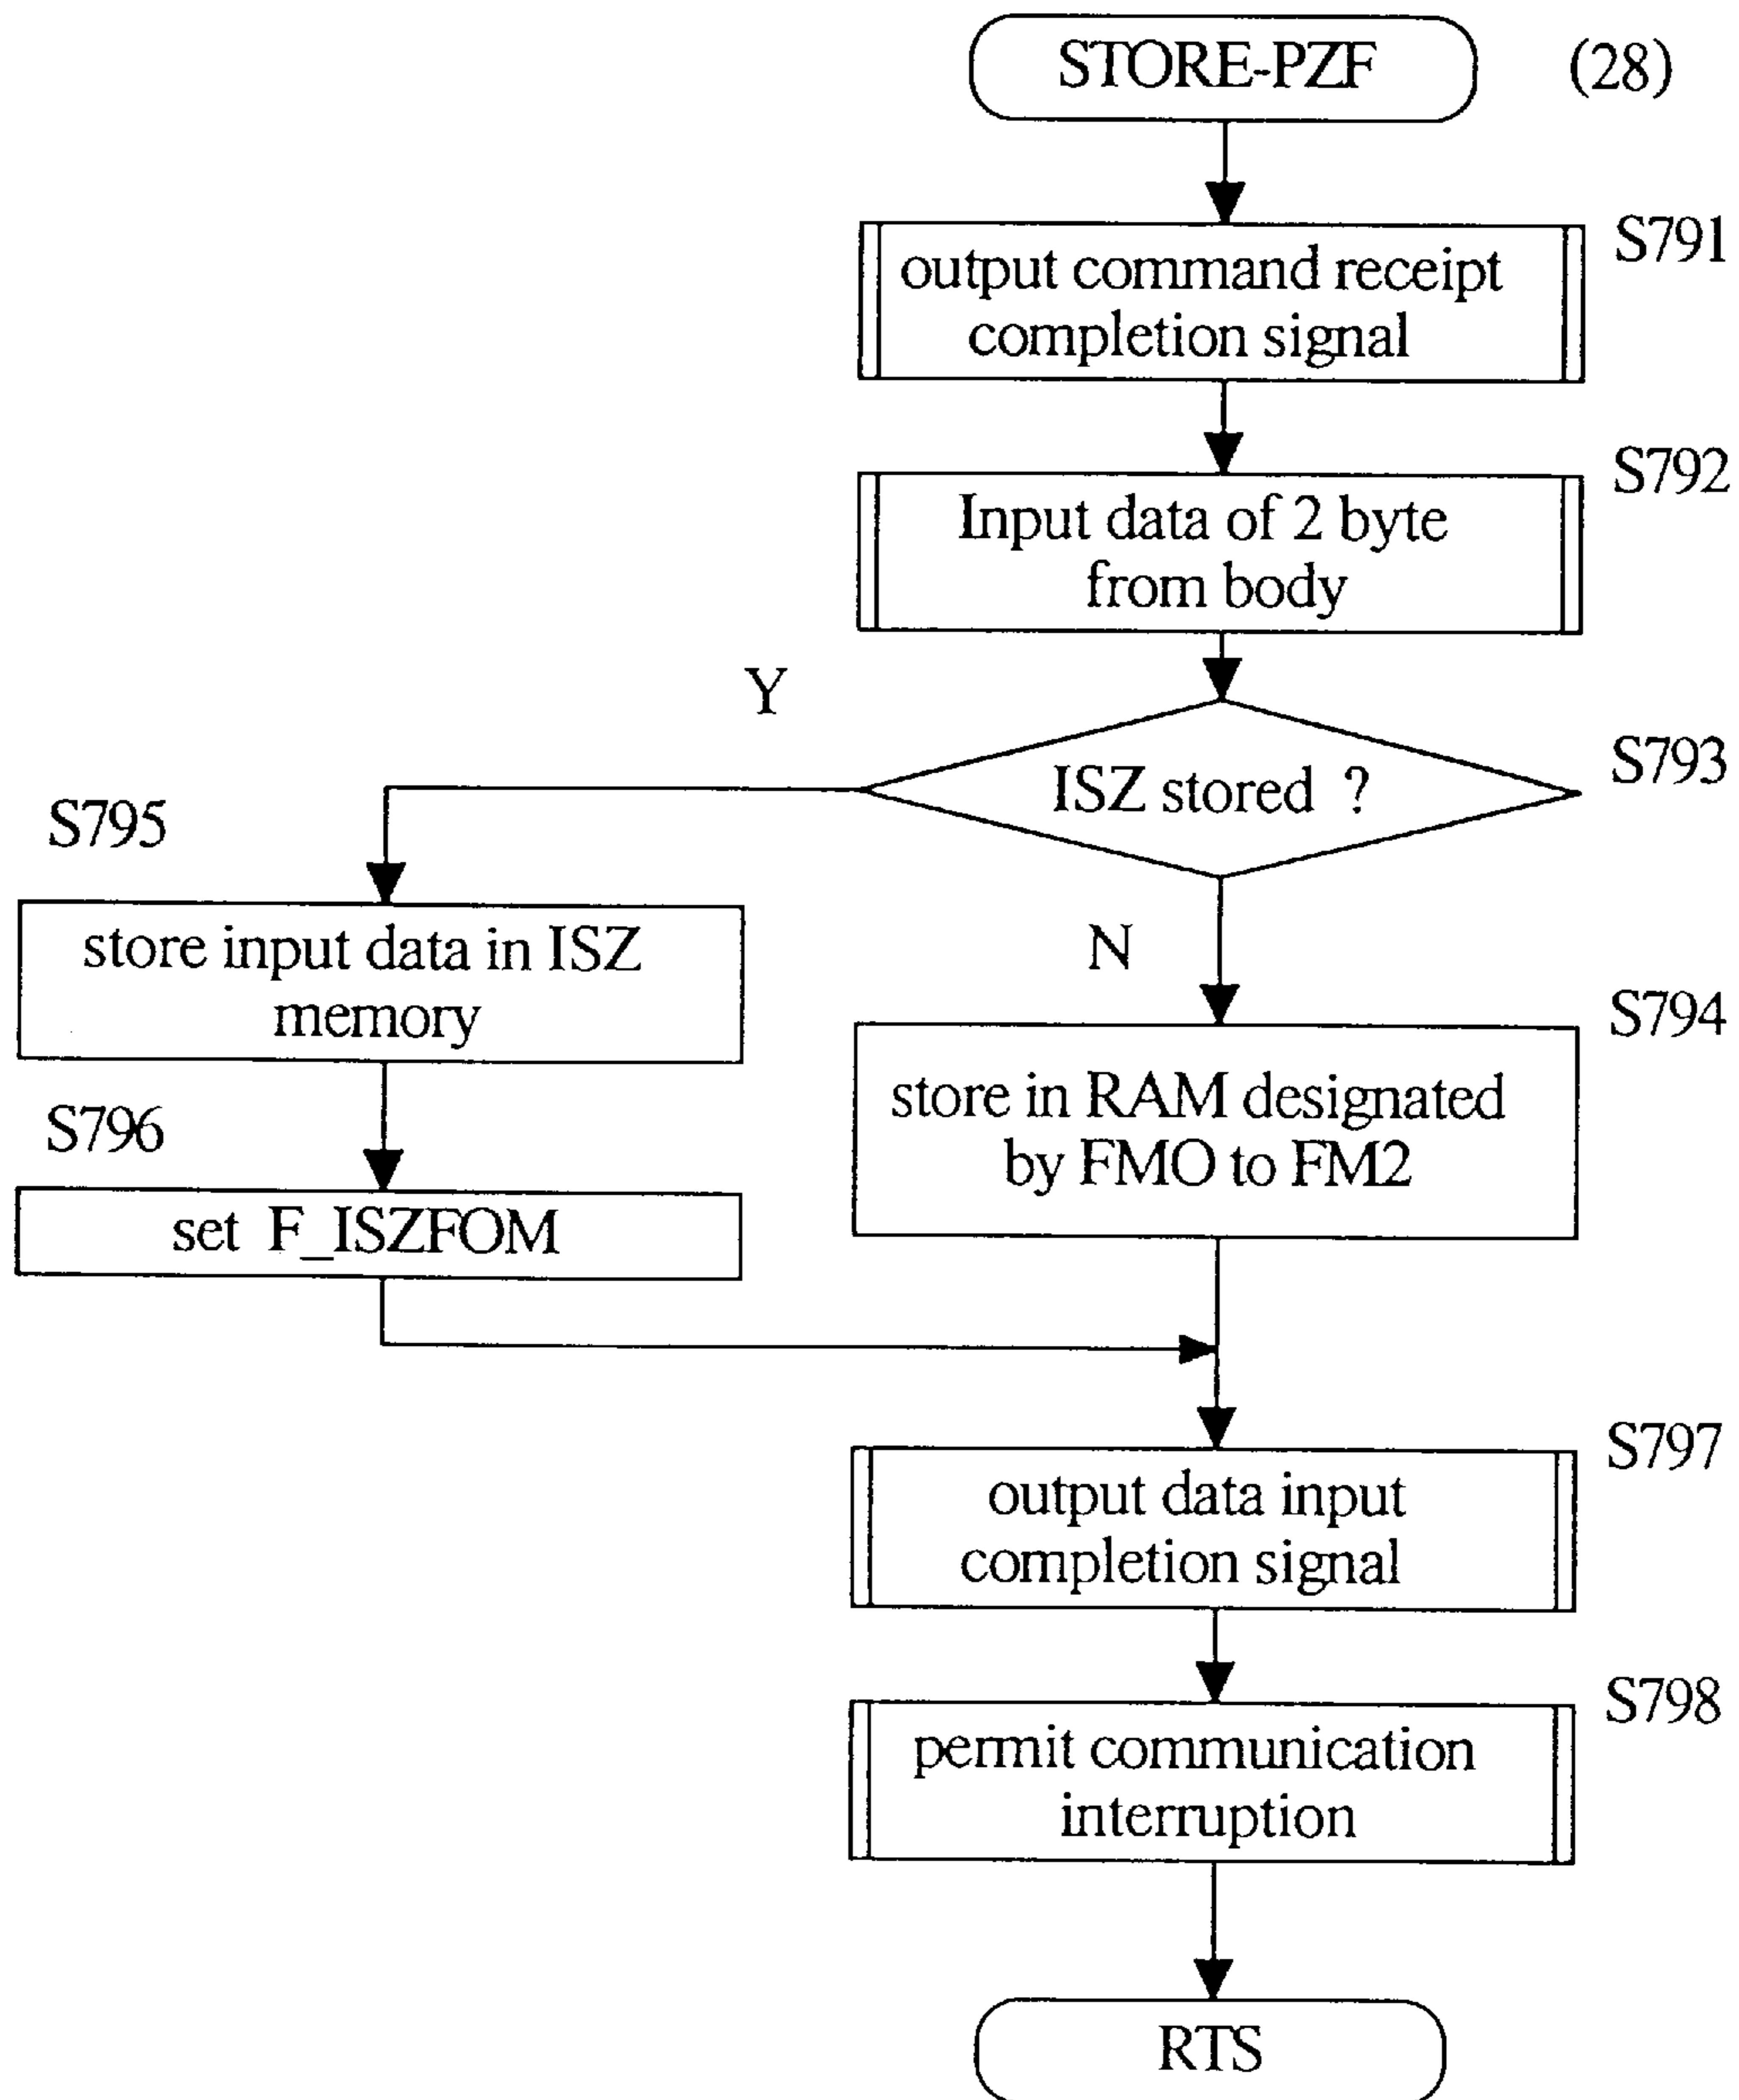 STORE-PZF
(28)
S791
output command receipt
completion signal
S792
Input data of 2 byte
from body
Y
S793
ISZ stored ?
S795
N
store input data in ISZ
memory
S794
store in RAM designated
by FMO to FM2
S796
set F_ISZFOM
S797
output data input
completion signal
S798
permit communication
interruption
RTS